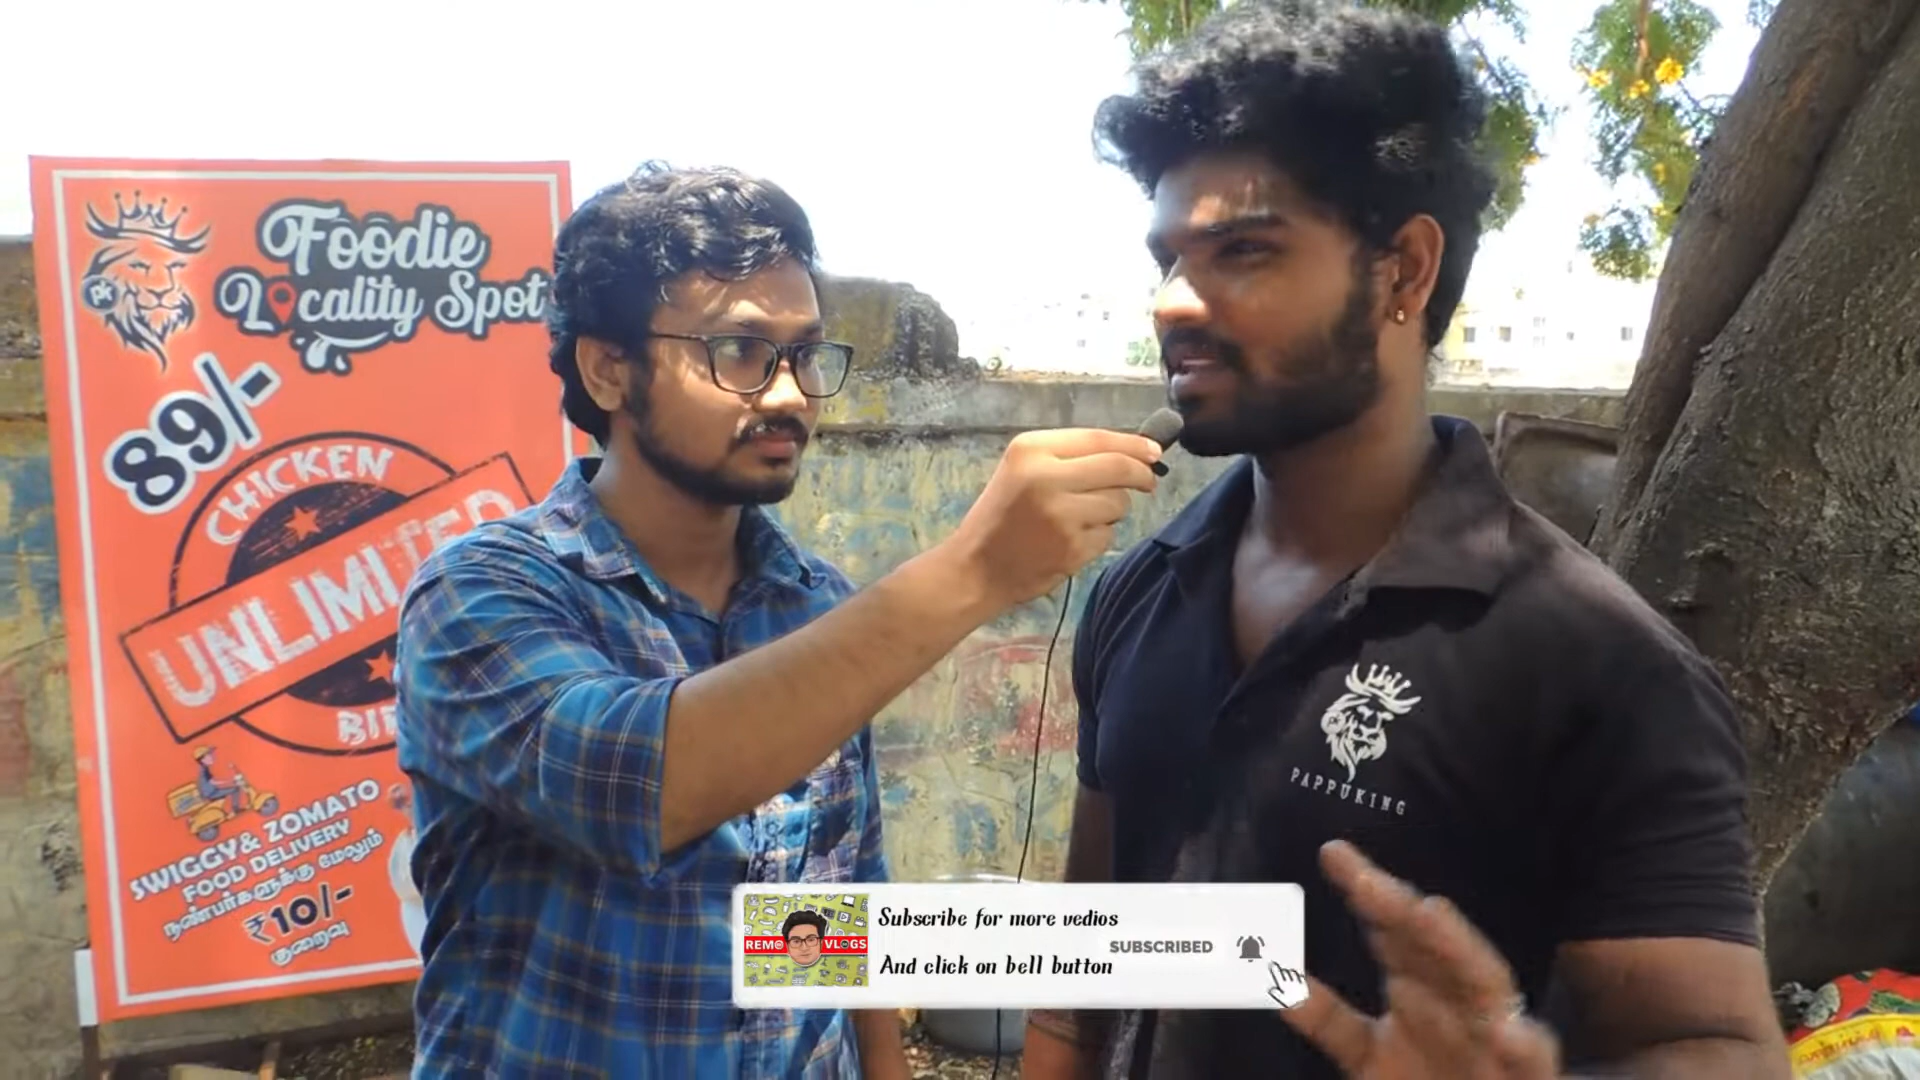 pk
Foodie
Locality Spot
89/-
CHICKEN
UNLIMITED
SWIGGY & ZOMATO
FOOD DELIVERY
நண்பர்களுக்கு மேலும்
₹10/-
குறைவு
PAPPUKING
Subscribe for more vedios
SUBSCRIBED
REMO VLOGS
And click on bell button